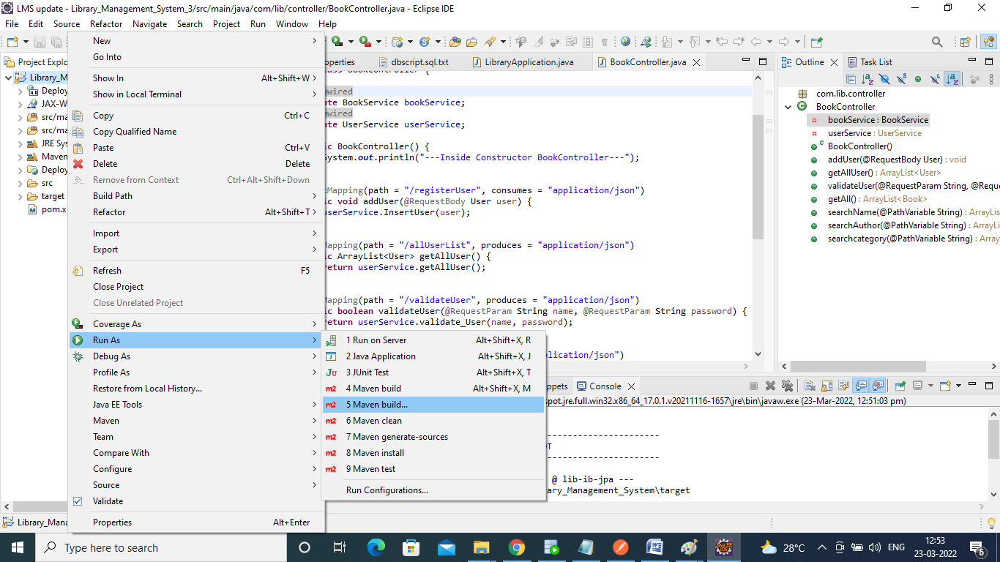 LMS update - Library_Management_System_3/src/main/java/com/lib/controller/BookController.java - Eclipse IDE
File Edit Source Refactor Navigate Search Project Run Window Help
Project Explo
Library_M
Deploy
JAX-W
src/ma
src/ma
JRE Sys
Maven
Deploy
src
target
pom.x
New
Go Into
Show In Alt+Shift+W
Show in Local Terminal
Copy Ctrl+C
Copy Qualified Name
Paste Ctrl+V
Delete Delete
Remove from Context Ctrl+Alt+Shift+Down
Build Path
Refactor Alt+Shift+T
Import
Export
Refresh F5
Close Project
Close Unrelated Project
Coverage As
Run As
Debug As
Profile As
Restore from Local History...
Java EE Tools
Maven
Team
Compare With
Configure
Source
Validate
Properties Alt+Enter
1 Run on Server Alt+Shift+X, R
2 Java Application Alt+Shift+X, J
3 JUnit Test Alt+Shift+X, T
4 Maven build Alt+Shift+X, M
5 Maven build...
6 Maven clean
7 Maven generate-sources
8 Maven install
9 Maven test
Run Configurations...
operties dbscript.sql.txt LibraryApplication.java BookController.java
lass BookController {
wired
ate BookService bookService;
wired
ate UserService userService;
ic BookController() {
System.out.println("---Inside Constructor BookController---");
tMapping(path = "/registerUser", consumes = "application/json")
ic void addUser(@RequestBody User user) {
userService.InsertUser(user);
Mapping(path = "/allUserList", produces = "application/json")
ic ArrayList<User> getAllUser() {
return userService.getAllUser();
Mapping(path = "/validateUser", produces = "application/json")
ic boolean validateUser(@RequestParam String name, @RequestParam String password) {
return userService.validate_User(name, password);
lication/json")
Outline Task List
com.lib.controller
BookController
bookService : BookService
userService : UserService
BookController()
addUser(@RequestBody User) : void
getAllUser() : ArrayList<User>
validateUser(@RequestParam String, @Reque
getAll() : ArrayList<Book>
searchName(@PathVariable String) : ArrayLis
searchAuthor(@PathVariable String) : ArrayLi
searchcategory(@PathVariable String) : Array
ppets Console
spot.jre.full.win32.x86_64_17.0.1.v20211116-1657\jre\bin\javaw.exe (23-Mar-2022, 12:51:03 pm)
----------------------
OT
----------------------
@ lib-ib-jpa ---
rary_Management_System\target
Library_Mana
Type here to search
28°C ENG 12:53
23-03-2022
6